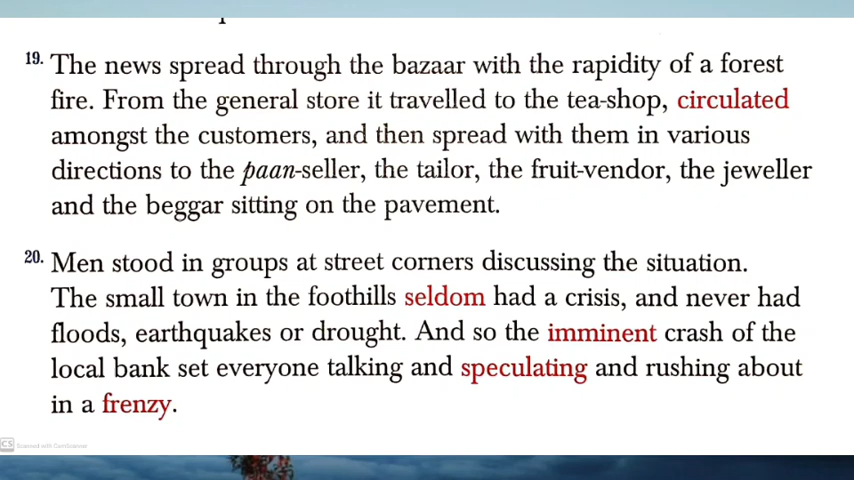 19. The news spread through the bazaar with the rapidity of a forest
fire. From the general store it travelled to the tea-shop, circulated
amongst the customers, and then spread with them in various
directions to the paan-seller, the tailor, the fruit-vendor, the jeweller
and the beggar sitting on the pavement.
20. Men stood in groups at street corners discussing the situation.
The small town in the foothills seldom had a crisis, and never had
floods, earthquakes or drought. And so the imminent crash of the
local bank set everyone talking and speculating and rushing about
in a frenzy.
CS Scanned with CamScanner